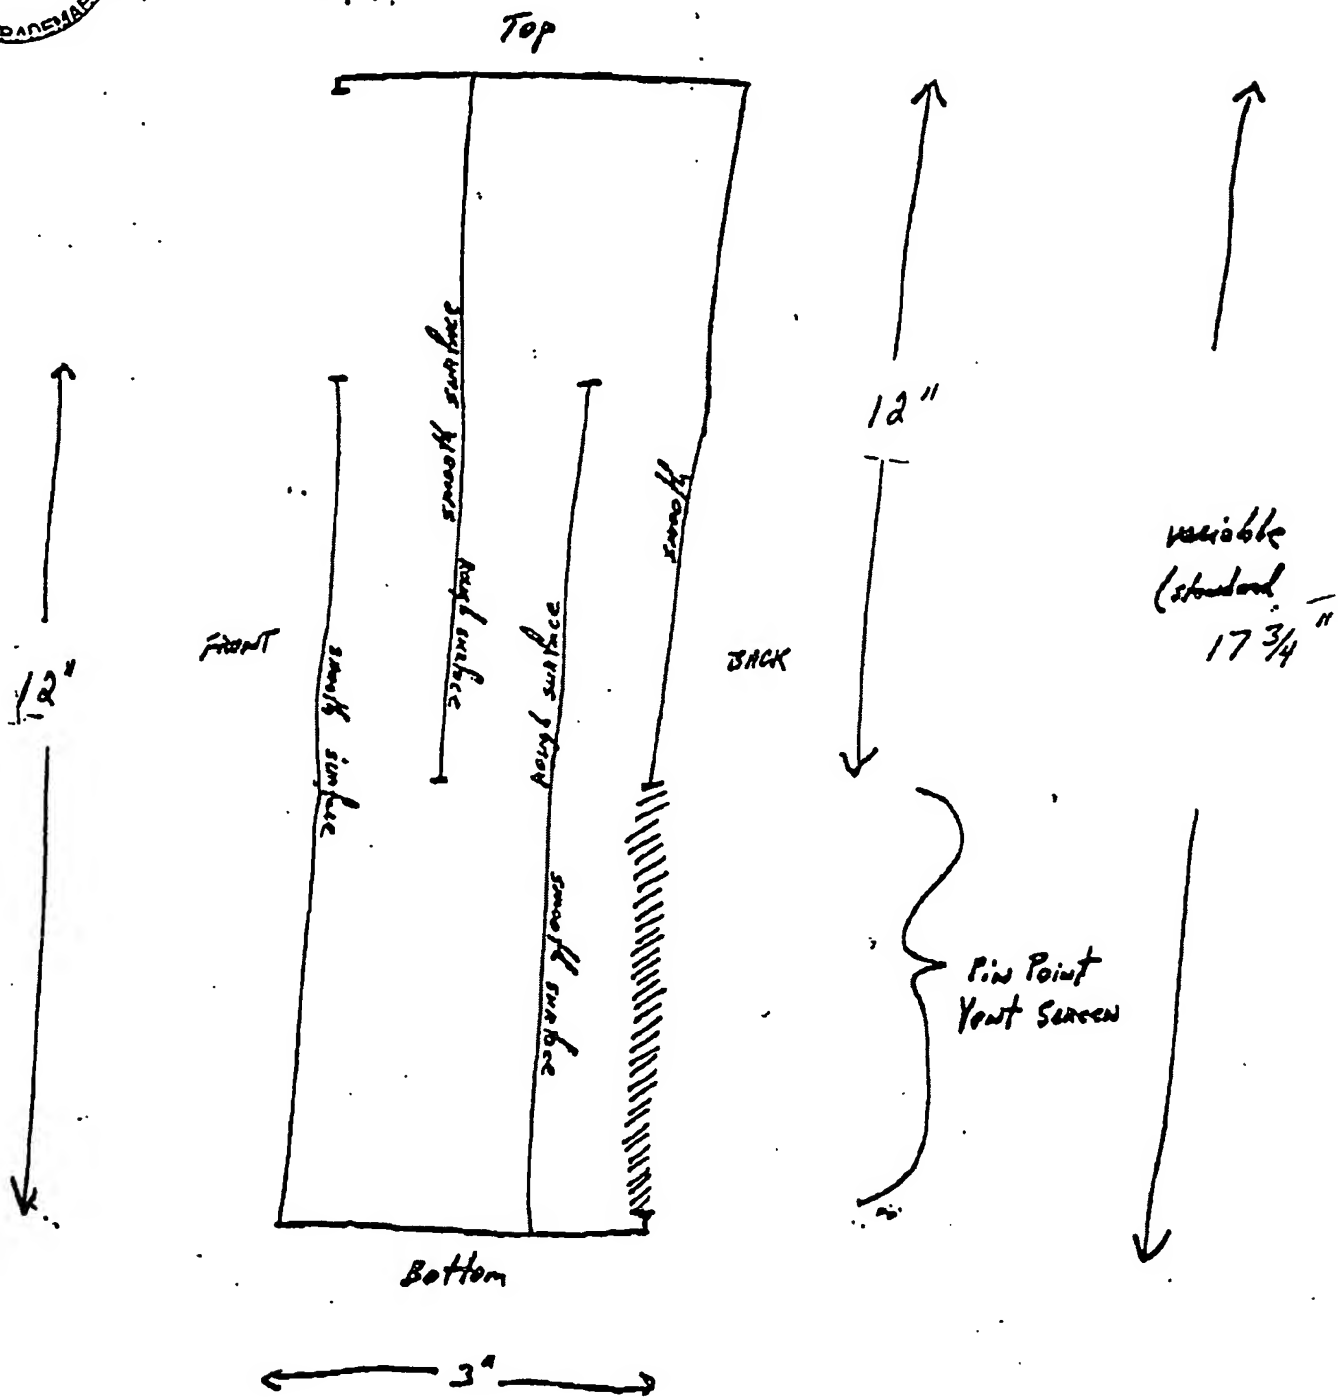 Top
smooth surface
rough surface
12"
FRONT
smooth surface
rough surface
smooth surface
smooth
BACK
12"
variable
(standard
17 3/4"
Pin Point
Vent Screen
Bottom
3"